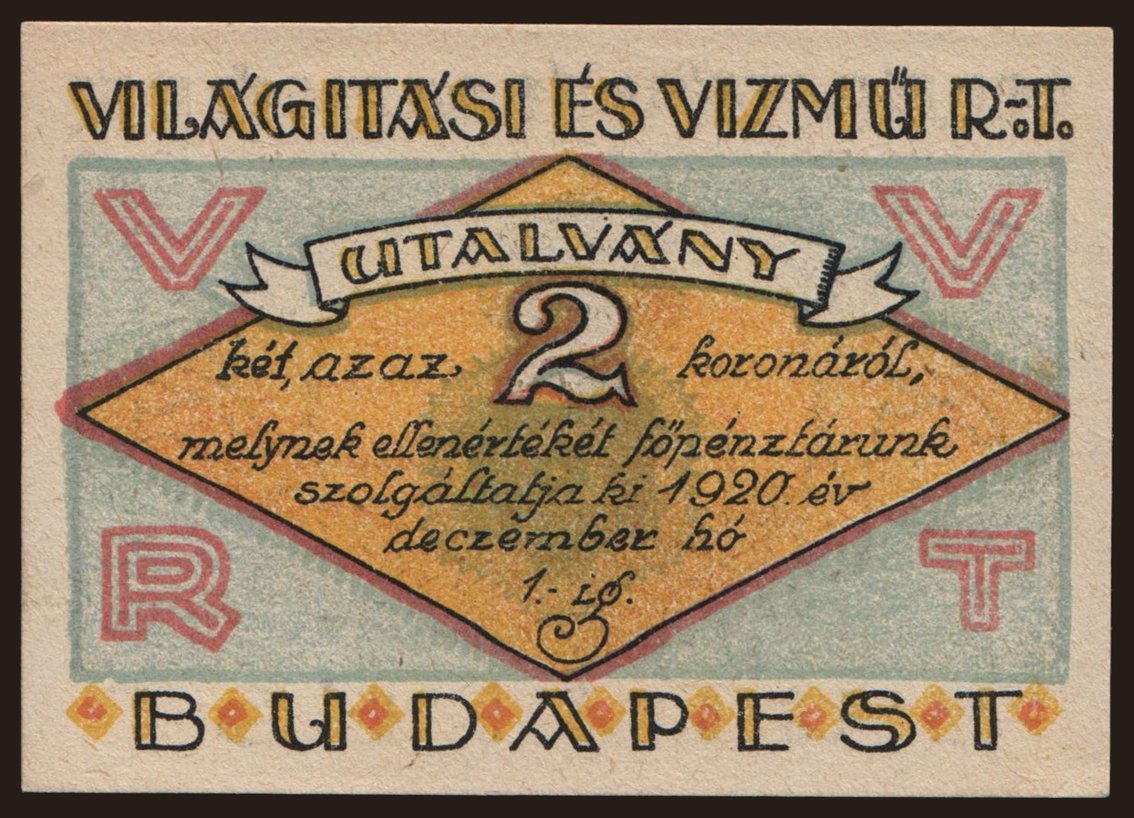 VILÁGITÁSI ÉS VIZMŰ R.-T.
V V
UTALVÁNY
2
két, azaz koronáról,
melynek ellenértékét főpénztárunk
szolgáltatja ki 1920. év
deczember hó
1.- ig.
R T
BUDAPEST